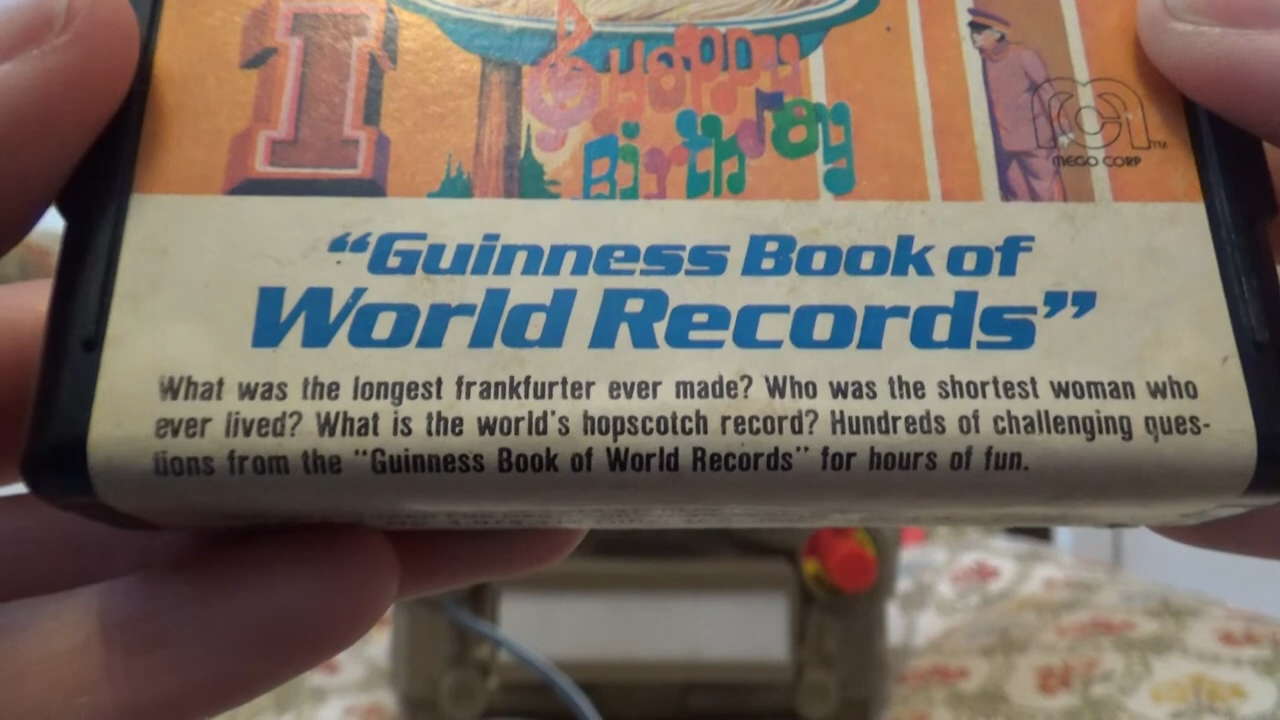 I
Happy
Birthday
MEGO CORP
TM
"Guinness Book of
World Records"
What was the longest frankfurter ever made? Who was the shortest woman who
ever lived? What is the world's hopscotch record? Hundreds of challenging ques-
tions from the "Guinness Book of World Records" for hours of fun.